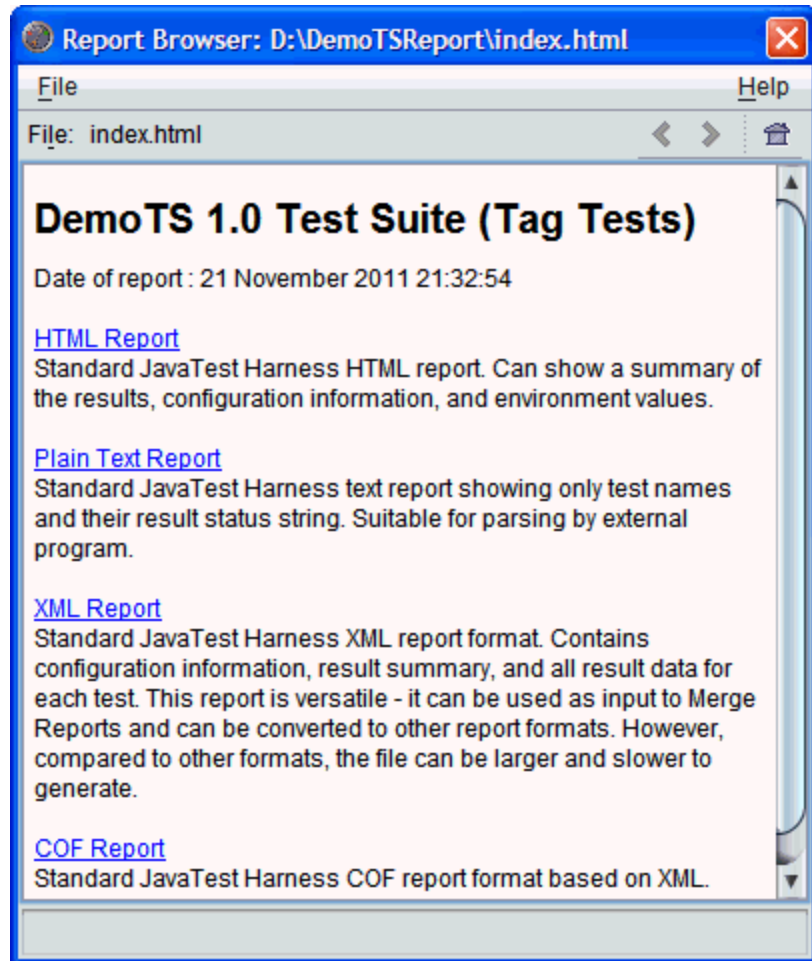 Report Browser: D:\DemoTSReport\index.html
File
Help
File: index.html
DemoTS 1.0 Test Suite (Tag Tests)
Date of report : 21 November 2011 21:32:54
HTML Report
Standard JavaTest Harness HTML report. Can show a summary of
the results, configuration information, and environment values.
Plain Text Report
Standard JavaTest Harness text report showing only test names
and their result status string. Suitable for parsing by external
program.
XML Report
Standard JavaTest Harness XML report format. Contains
configuration information, result summary, and all result data for
each test. This report is versatile - it can be used as input to Merge
Reports and can be converted to other report formats. However,
compared to other formats, the file can be larger and slower to
generate.
COF Report
Standard JavaTest Harness COF report format based on XML.